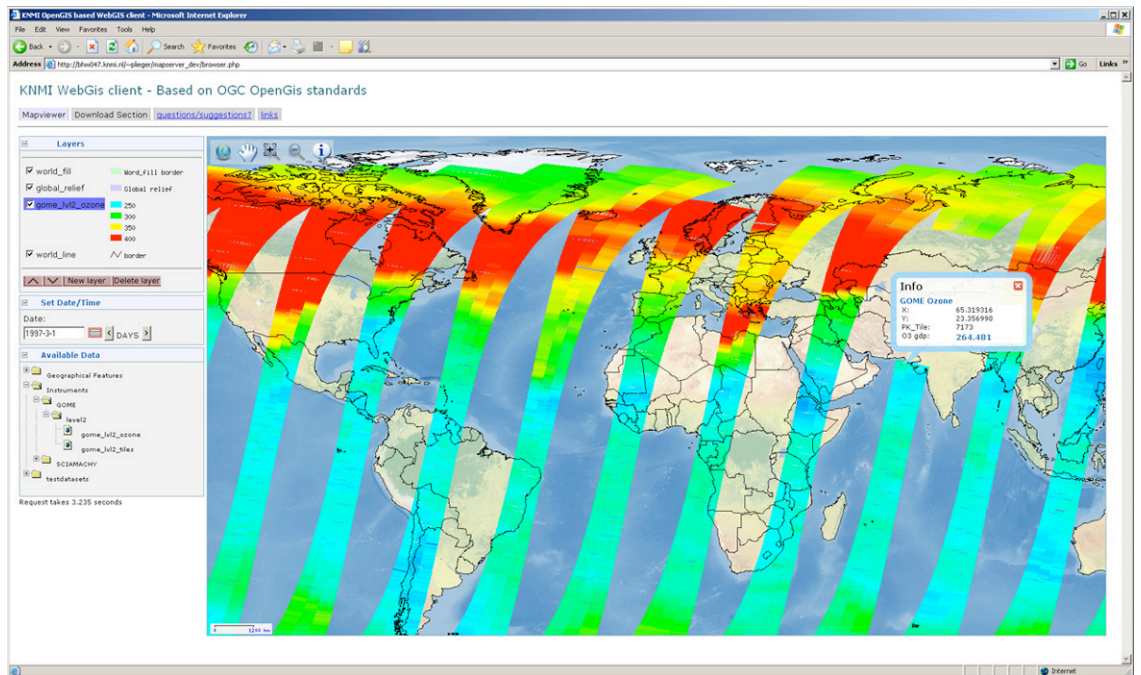 KNMI OpenGIS based WebGIS client - Microsoft Internet Explorer
File Edit View Favorites Tools Help
Back Search Favorites
Address http://bhw047.knmi.nl/~plieger/mapserver_dev/browser.php Go Links »
KNMI WebGis client - Based on OGC OpenGis standards
Mapviewer Download Section questions/suggestions? links
Layers
world_fill Word_fill border
global_relief Global relief
gome_lvl2_ozone 250
300
350
400
world_line border
New layer Delete layer
Set Date/Time
Date:
1997-3-1 < DAYS >
Available Data
Geographical Features
Instruments
GOME
level2
gome_lvl2_ozone
gome_lvl2_tiles
SCIAMACHY
testdatasets
Request takes 3.235 seconds
Info
GOME Ozone
X: 65.319316
Y: 23.356990
PK_Tile: 7173
O3 gdp: 264.481
0 1244 km
Internet